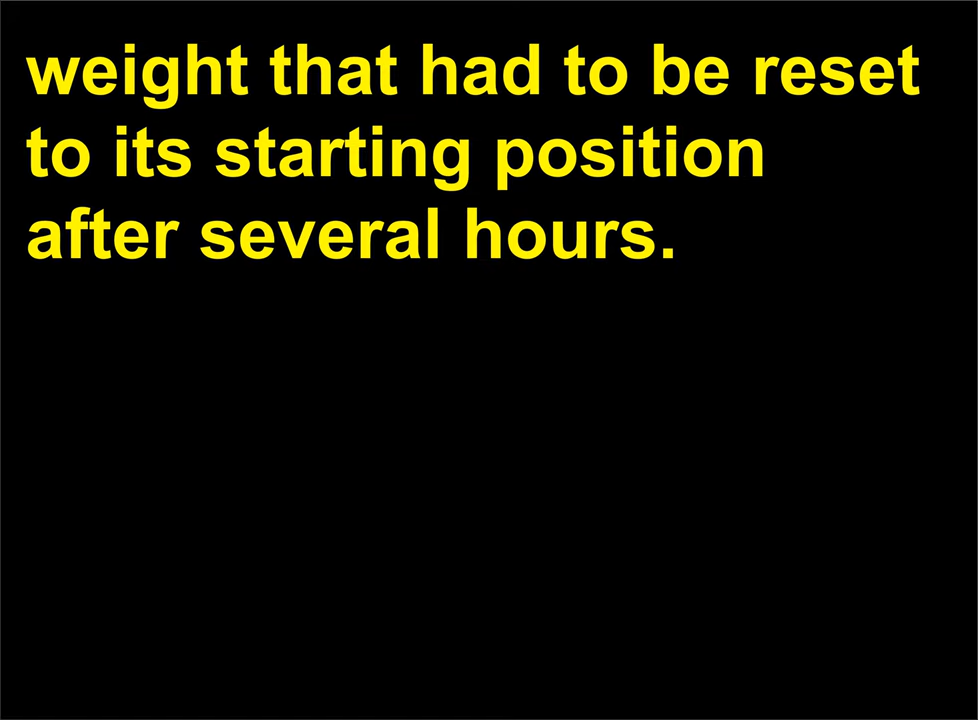 weight that had to be reset
to its starting position
after several hours.